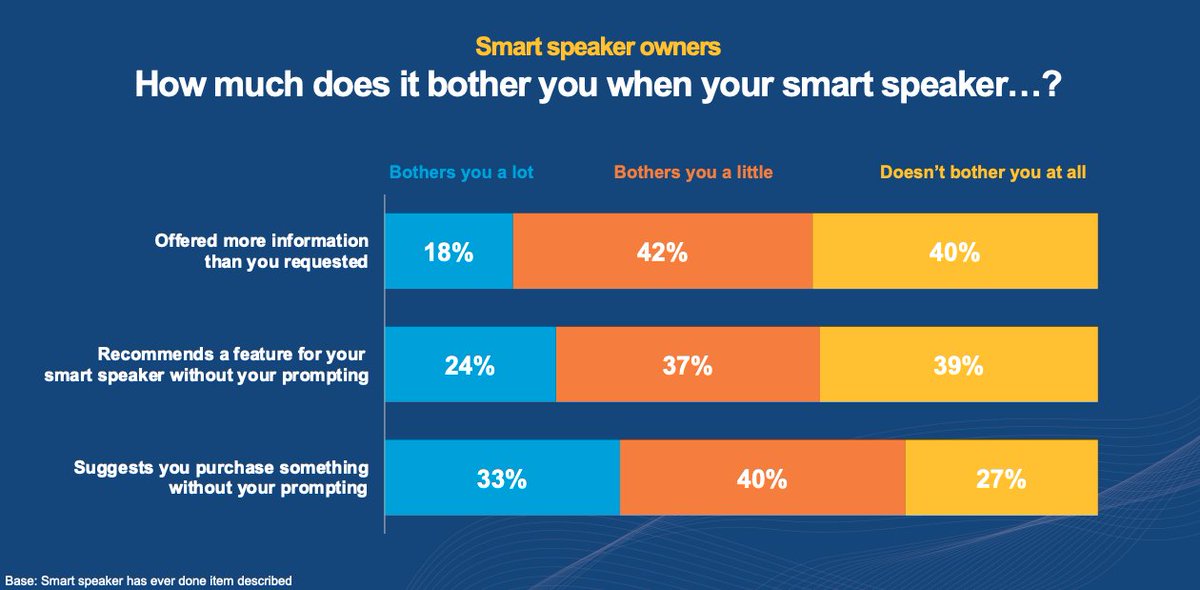 Smart speaker owners
How much does it bother you when your smart speaker…?
Bothers you a lot
Bothers you a little
Doesn’t bother you at all
Offered more information
than you requested
18%
42%
40%
Recommends a feature for your
smart speaker without your prompting
24%
37%
39%
Suggests you purchase something
without your prompting
33%
40%
27%
Base: Smart speaker has ever done item described